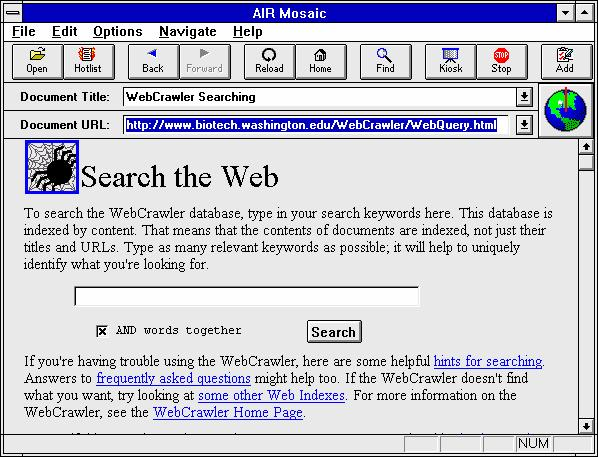 AIR Mosaic
File Edit Options Navigate Help
Open Hotlist Back Forward Reload Home Find Kiosk Stop Add
Document Title: WebCrawler Searching
Document URL: http://www.biotech.washington.edu/WebCrawler/WebQuery.html
Search the Web
To search the WebCrawler database, type in your search keywords here. This database is
indexed by content. That means that the contents of documents are indexed, not just their
titles and URLs. Type as many relevant keywords as possible; it will help to uniquely
identify what you're looking for.
AND words together Search
If you're having trouble using the WebCrawler, here are some helpful hints for searching.
Answers to frequently asked questions might help too. If the WebCrawler doesn't find
what you want, try looking at some other Web Indexes. For more information on the
WebCrawler, see the WebCrawler Home Page.
NUM